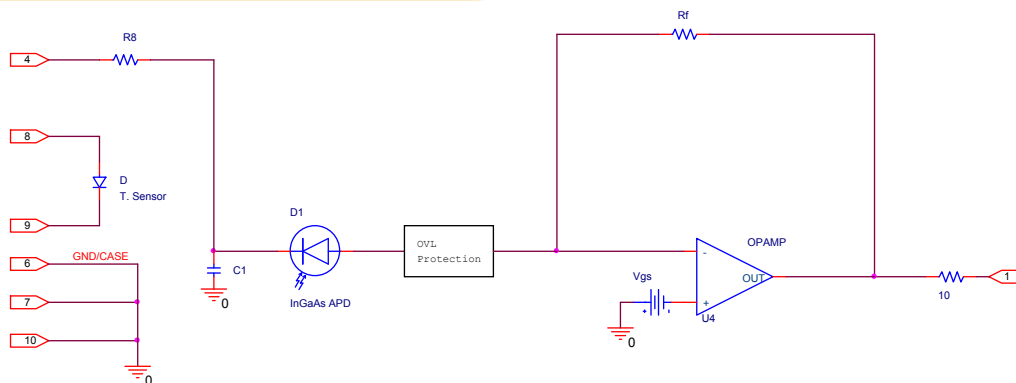 Rf
R8
4
8
D
T. Sensor
9
D1
OVL
Protection
OPAMP
GND/CASE
6
C1
-
Vgs
OUT
1
InGaAs APD
7
0
+
+ -
U4
10
10
0
0